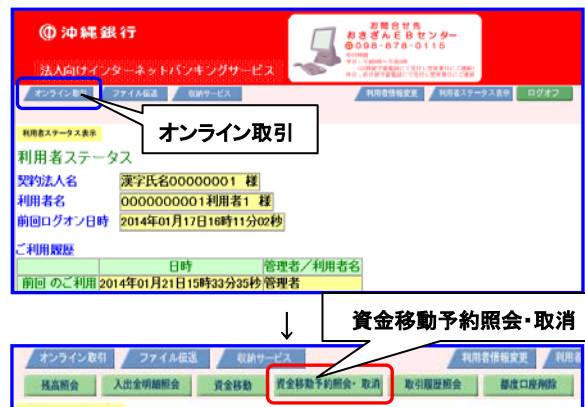 沖縄銀行
お問合せ先
おきぎんEBセンター
098-878-0115
法人向けインターネットバンキングサービス
オンライン取引 ファイル伝送 収納サービス 利用者情報変更 利用者ステータス表示 ログオフ
オンライン取引
利用者ステータス表示
利用者ステータス
契約法人名 漢字氏名00000001 様
利用者名 0000000001利用者1 様
前回ログオン日時 2014年01月17日16時11分02秒
ご利用履歴
日時 管理者/利用者名
前回 のご利用 2014年01月21日15時33分35秒 管理者
↓
資金移動予約照会・取消
オンライン取引 ファイル伝送 収納サービス 利用者情報変更 利用者
残高照会 入出金明細照会 資金移動 資金移動予約照会・取消 取引履歴照会 都度口座削除